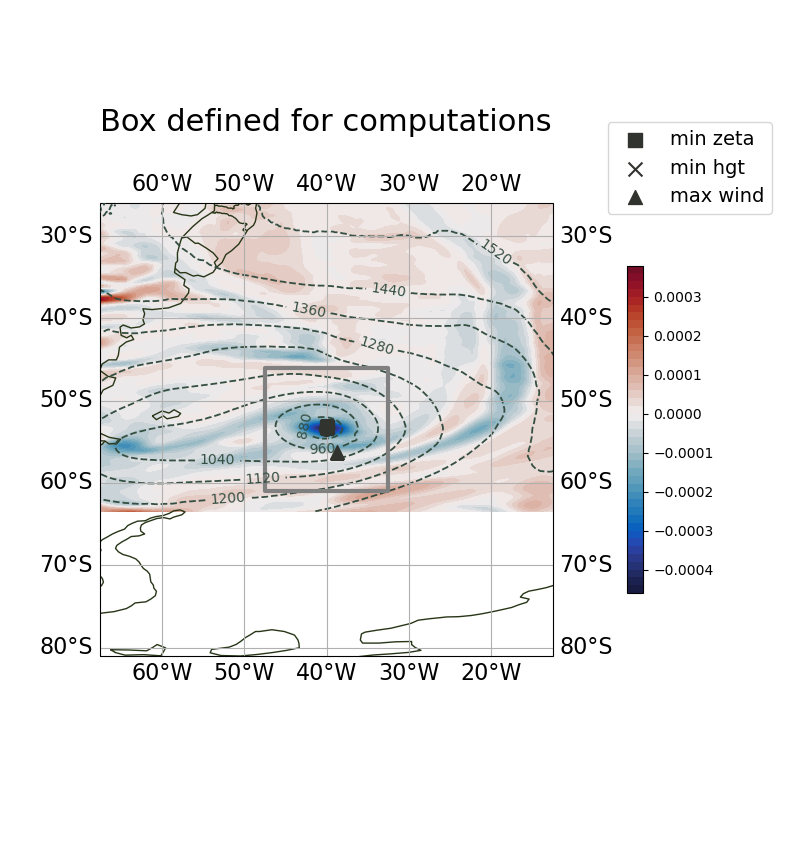 Box defined for computations
min zeta
min hgt
max wind
60°W 50°W 40°W 30°W 20°W
30°S 30°S
40°S 40°S
50°S 50°S
60°S 60°S
70°S 70°S
80°S 80°S
60°W 50°W 40°W 30°W 20°W
1520
1440
1360
1280
880
960
1040
1120
1200
0.0003
0.0002
0.0001
0.0000
−0.0001
−0.0002
−0.0003
−0.0004